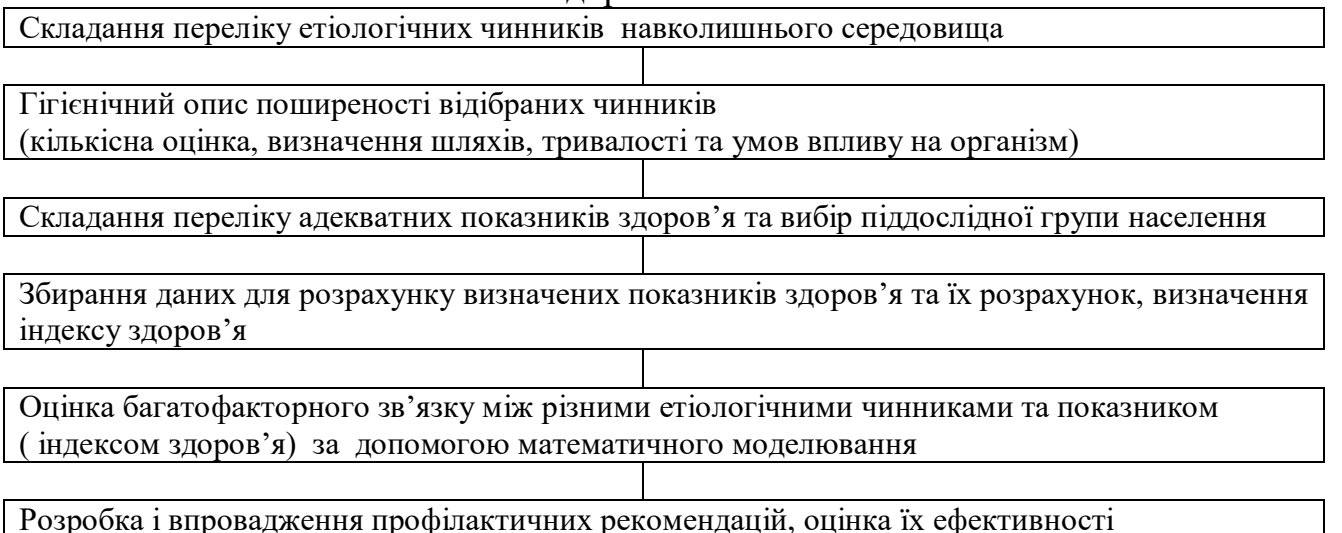 Складання переліку етіологічних чинників навколишнього середовища
Гігієнічний опис поширеності відібраних чинників
(кількісна оцінка, визначення шляхів, тривалості та умов впливу на організм)
Складання переліку адекватних показників здоров’я та вибір піддослідної групи населення
Збирання даних для розрахунку визначених показників здоров’я та їх розрахунок, визначення
індексу здоров’я
Оцінка багатофакторного зв’язку між різними етіологічними чинниками та показником
( індексом здоров’я) за допомогою математичного моделювання
Розробка і впровадження профілактичних рекомендацій, оцінка їх ефективності